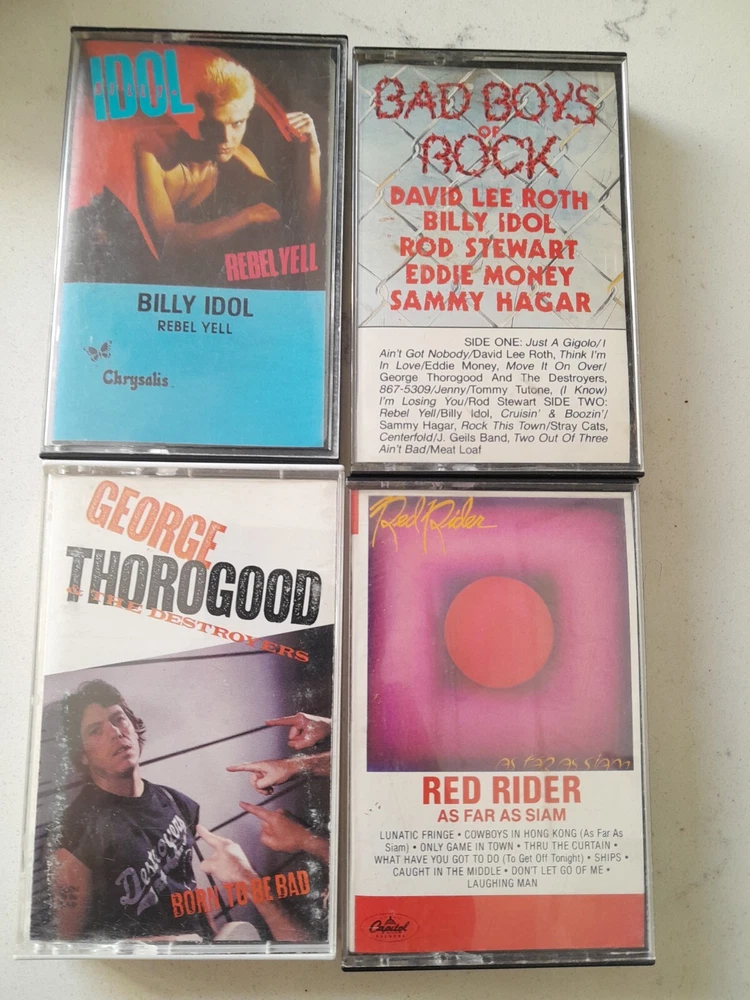 IDOL
REBEL YELL
BILLY IDOL
REBEL YELL
Chrysalis
BAD BOYS
OF
ROCK
DAVID LEE ROTH
BILLY IDOL
ROD STEWART
EDDIE MONEY
SAMMY HAGAR
SIDE ONE: Just A Gigolo/I
Ain't Got Nobody/David Lee Roth, Think I'm
In Love/Eddie Money, Move It On Over/
George Thorogood And The Destroyers,
867-5309/Jenny/Tommy Tutone, (I Know)
I'm Losing You/Rod Stewart SIDE TWO:
Rebel Yell/Billy Idol, Cruisin' & Boozin'/
Sammy Hagar, Rock This Town/Stray Cats,
Centerfold/J. Geils Band, Two Out Of Three
Ain't Bad/Meat Loaf
GEORGE
THOROGOOD
& THE DESTROYERS
Destroyers
BORN TO BE BAD
Red Rider
as far as siam
RED RIDER
AS FAR AS SIAM
LUNATIC FRINGE • COWBOYS IN HONG KONG (As Far As
Siam) • ONLY GAME IN TOWN • THRU THE CURTAIN •
WHAT HAVE YOU GOT TO DO (To Get Off Tonight) • SHIPS •
CAUGHT IN THE MIDDLE • DON'T LET GO OF ME •
LAUGHING MAN
Capitol